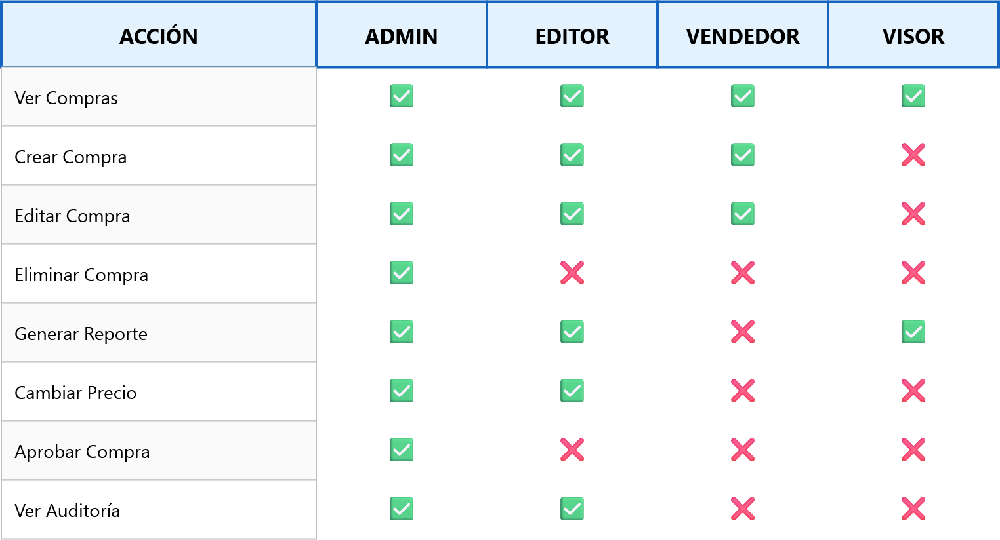 ACCIÓN ADMIN EDITOR VENDEDOR VISOR
Ver Compras ✅ ✅ ✅ ✅
Crear Compra ✅ ✅ ✅ ❌
Editar Compra ✅ ✅ ✅ ❌
Eliminar Compra ✅ ❌ ❌ ❌
Generar Reporte ✅ ✅ ❌ ✅
Cambiar Precio ✅ ✅ ❌ ❌
Aprobar Compra ✅ ❌ ❌ ❌
Ver Auditoría ✅ ✅ ❌ ❌